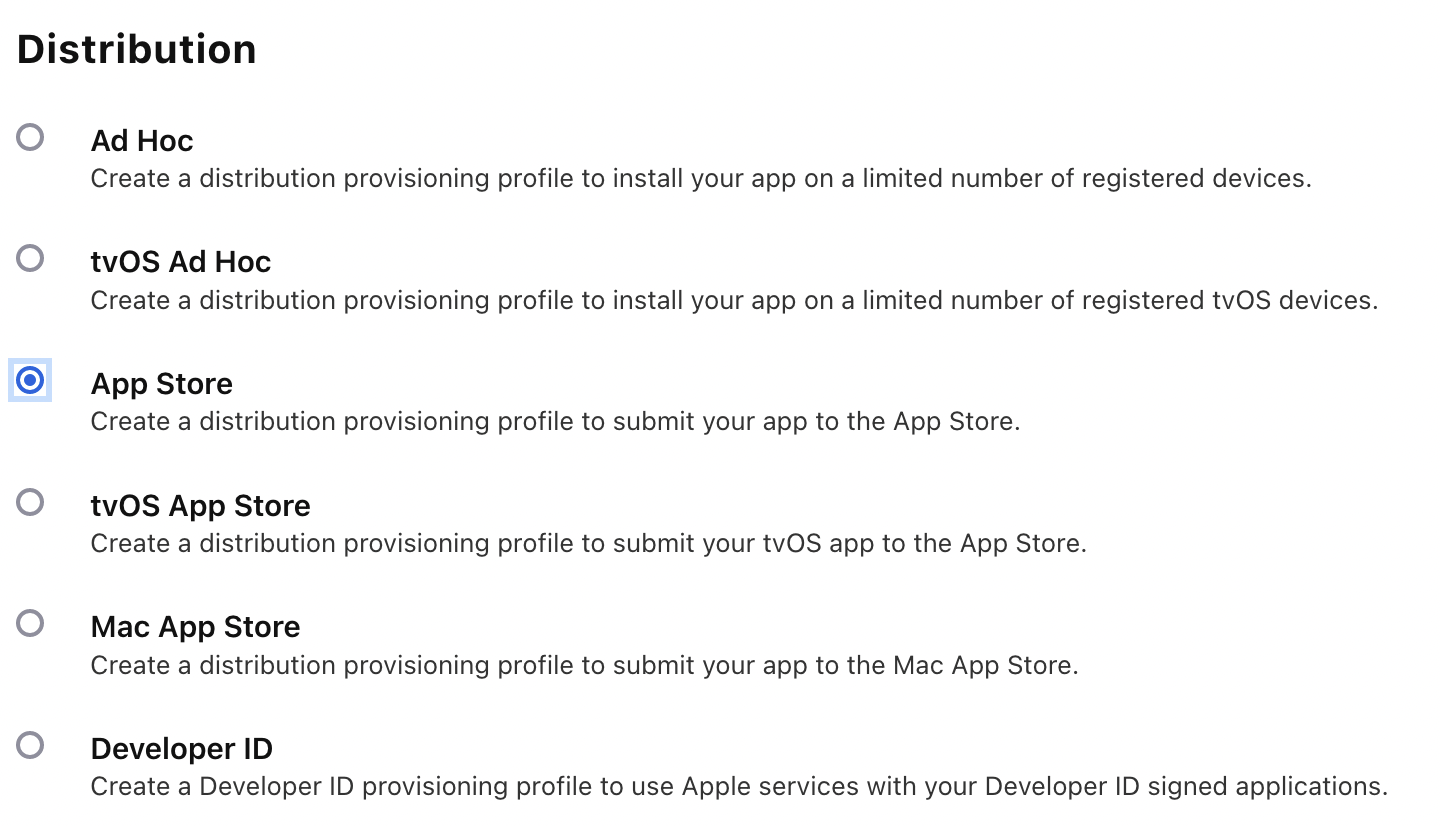 Distribution
Ad Hoc
Create a distribution provisioning profile to install your app on a limited number of registered devices.
tvOS Ad Hoc
Create a distribution provisioning profile to install your app on a limited number of registered tvOS devices.
App Store
Create a distribution provisioning profile to submit your app to the App Store.
tvOS App Store
Create a distribution provisioning profile to submit your tvOS app to the App Store.
Mac App Store
Create a distribution provisioning profile to submit your app to the Mac App Store.
Developer ID
Create a Developer ID provisioning profile to use Apple services with your Developer ID signed applications.